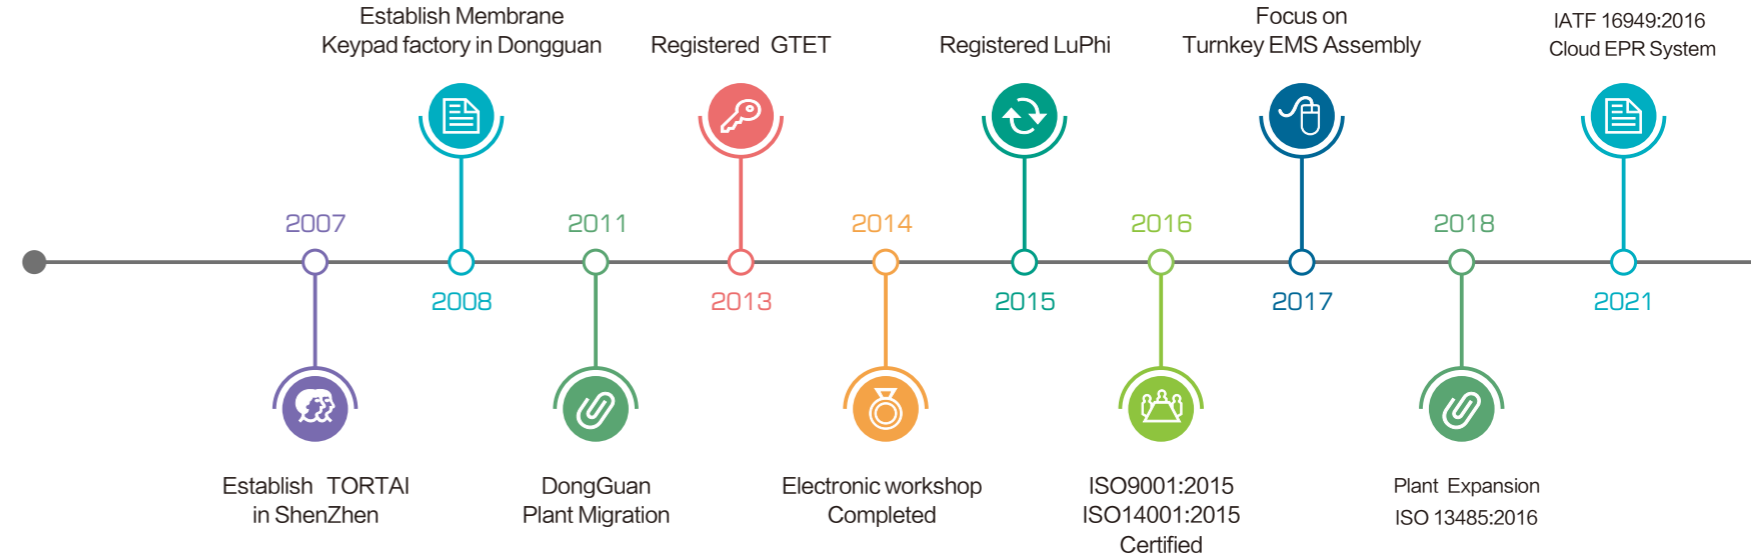 Establish Membrane
Keypad factory in Dongguan
Registered GTET
Registered LuPhi
Focus on
Turnkey EMS Assembly
IATF 16949:2016
Cloud EPR System
2007
2011
2014
2016
2018
2008
2013
2015
2017
2021
Establish TORTAI
in ShenZhen
DongGuan
Plant Migration
Electronic workshop
Completed
ISO9001:2015
ISO14001:2015
Certified
Plant Expansion
ISO 13485:2016